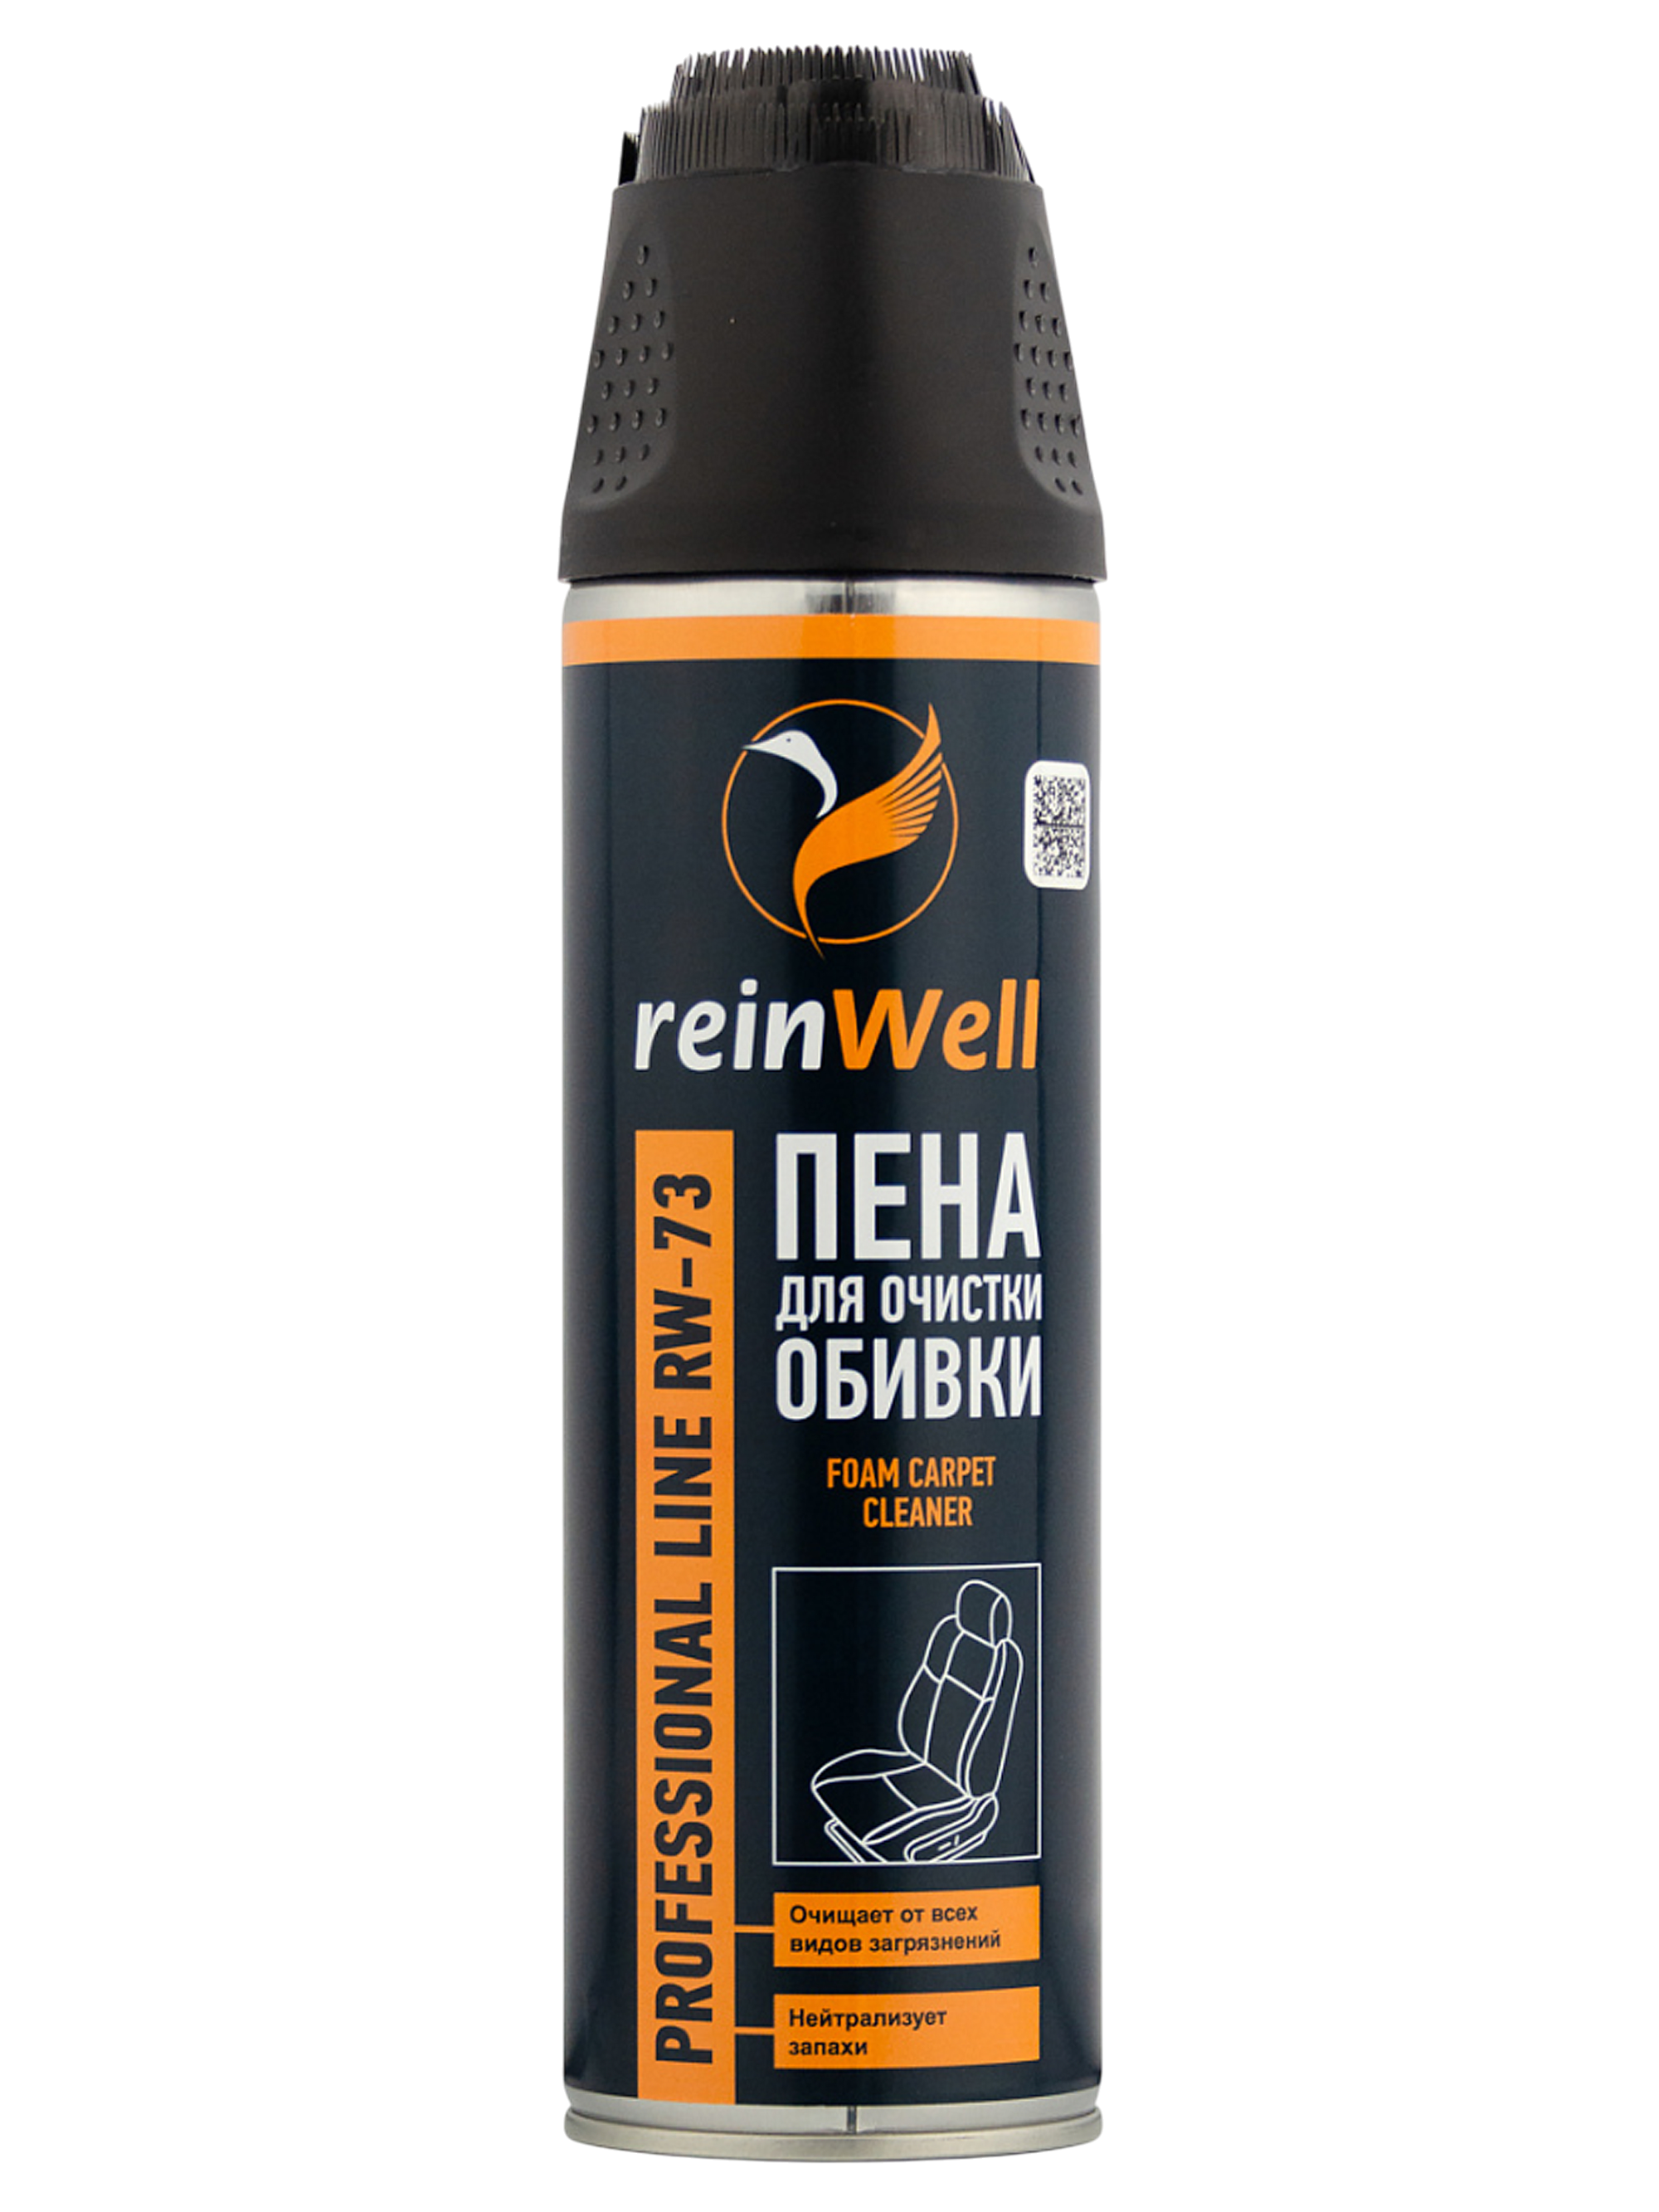 reinWell
PROFESSIONAL LINE RW-73
ПЕНА
ДЛЯ ОЧИСТКИ
ОБИВКИ
FOAM CARPET
CLEANER
Очищает от всех
видов загрязнений
Нейтрализует
запахи